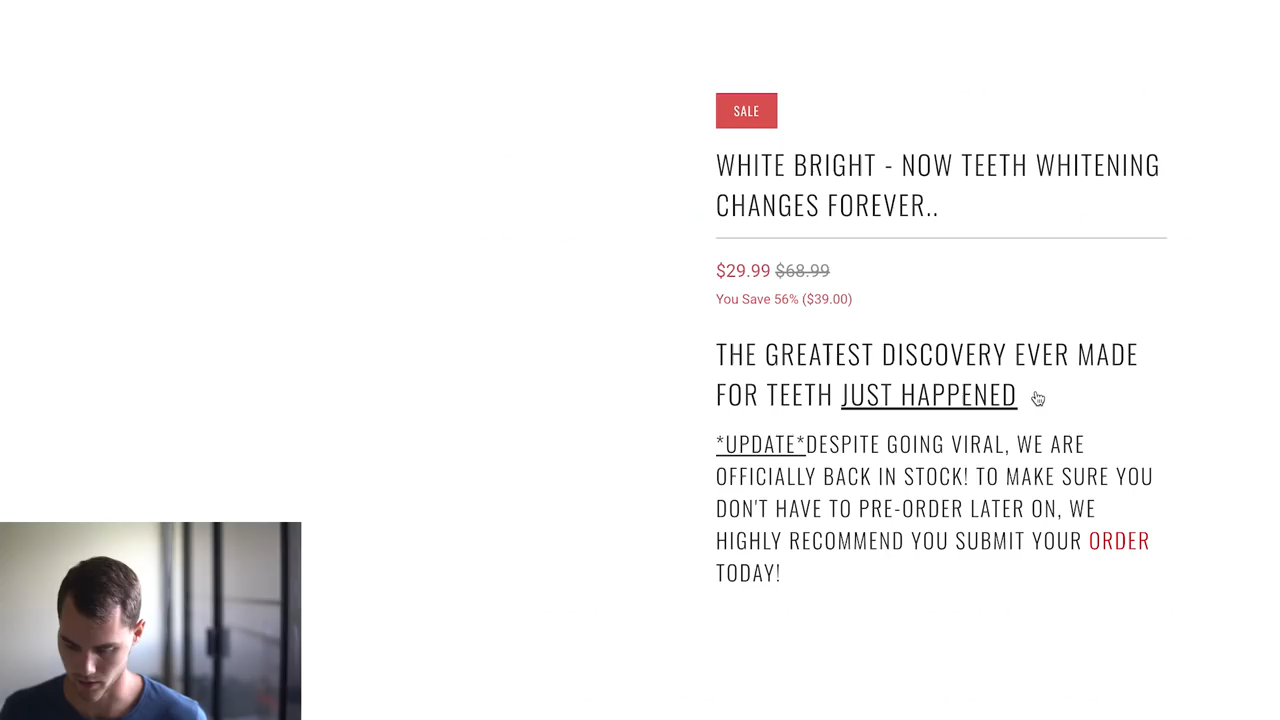 SALE
WHITE BRIGHT - NOW TEETH WHITENING
CHANGES FOREVER..
$29.99 $68.99
You Save 56% ($39.00)
THE GREATEST DISCOVERY EVER MADE
FOR TEETH JUST HAPPENED
*UPDATE*DESPITE GOING VIRAL, WE ARE
OFFICIALLY BACK IN STOCK! TO MAKE SURE YOU
DON'T HAVE TO PRE-ORDER LATER ON, WE
HIGHLY RECOMMEND YOU SUBMIT YOUR ORDER
TODAY!